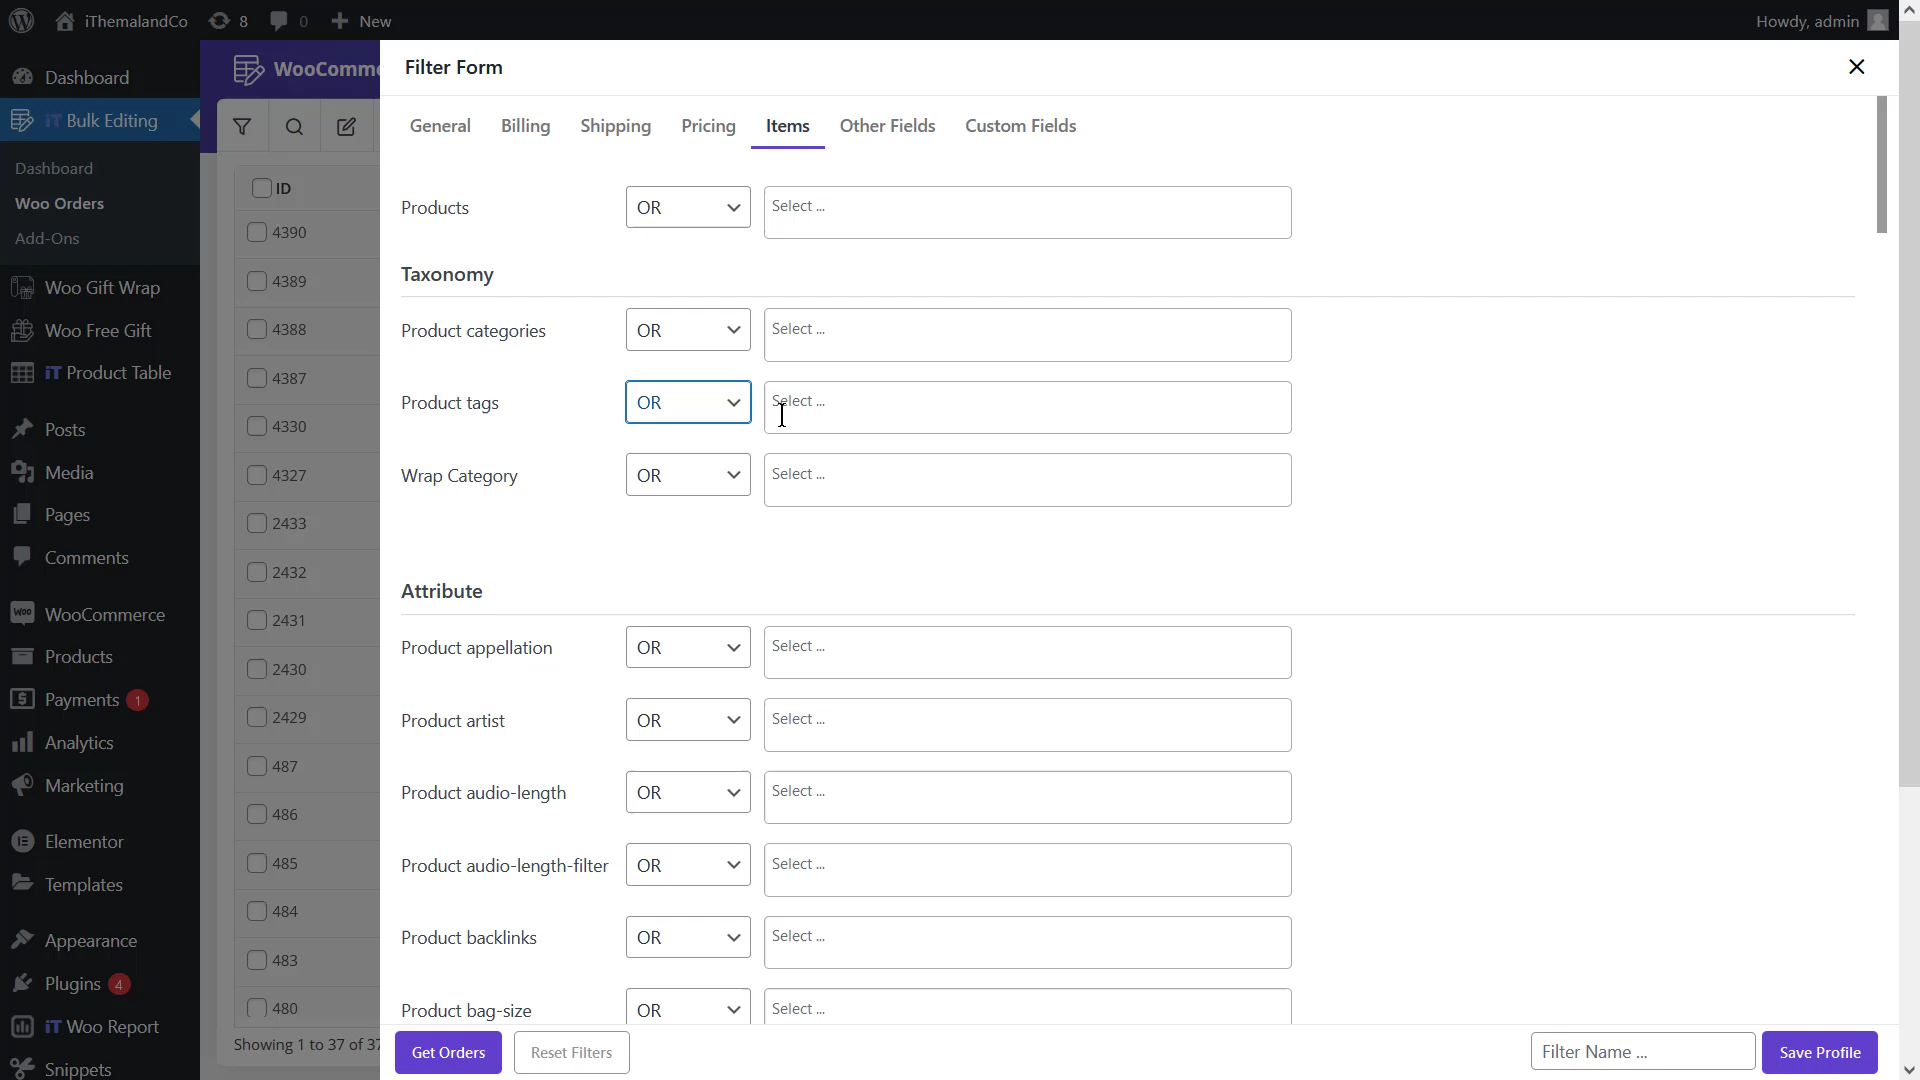 iThemalandCo
8
0
New
Howdy, admin
Dashboard
iT Bulk Editing
Dashboard
Woo Orders
Add-Ons
Woo Gift Wrap
Woo Free Gift
iT Product Table
Posts
Media
Pages
Comments
WooCommerce
Products
Payments 1
Analytics
Marketing
Elementor
Templates
Appearance
Plugins 4
iT Woo Report
Snippets
WooComme
ID
4390
4389
4388
4387
4330
4327
2433
2432
2431
2430
2429
487
486
485
484
483
480
Showing 1 to 37 of 37
Filter Form
General Billing Shipping Pricing Items Other Fields Custom Fields
Products OR Select ...
Taxonomy
Product categories OR Select ...
Product tags OR Select ...
Wrap Category OR Select ...
Attribute
Product appellation OR Select ...
Product artist OR Select ...
Product audio-length OR Select ...
Product audio-length-filter OR Select ...
Product backlinks OR Select ...
Product bag-size OR Select ...
Get Orders Reset Filters Filter Name ... Save Profile